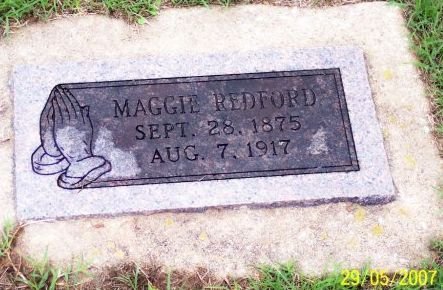 MAGGIE REDFORD
SEPT. 28, 1875
AUG. 7, 1917
29/05/2007